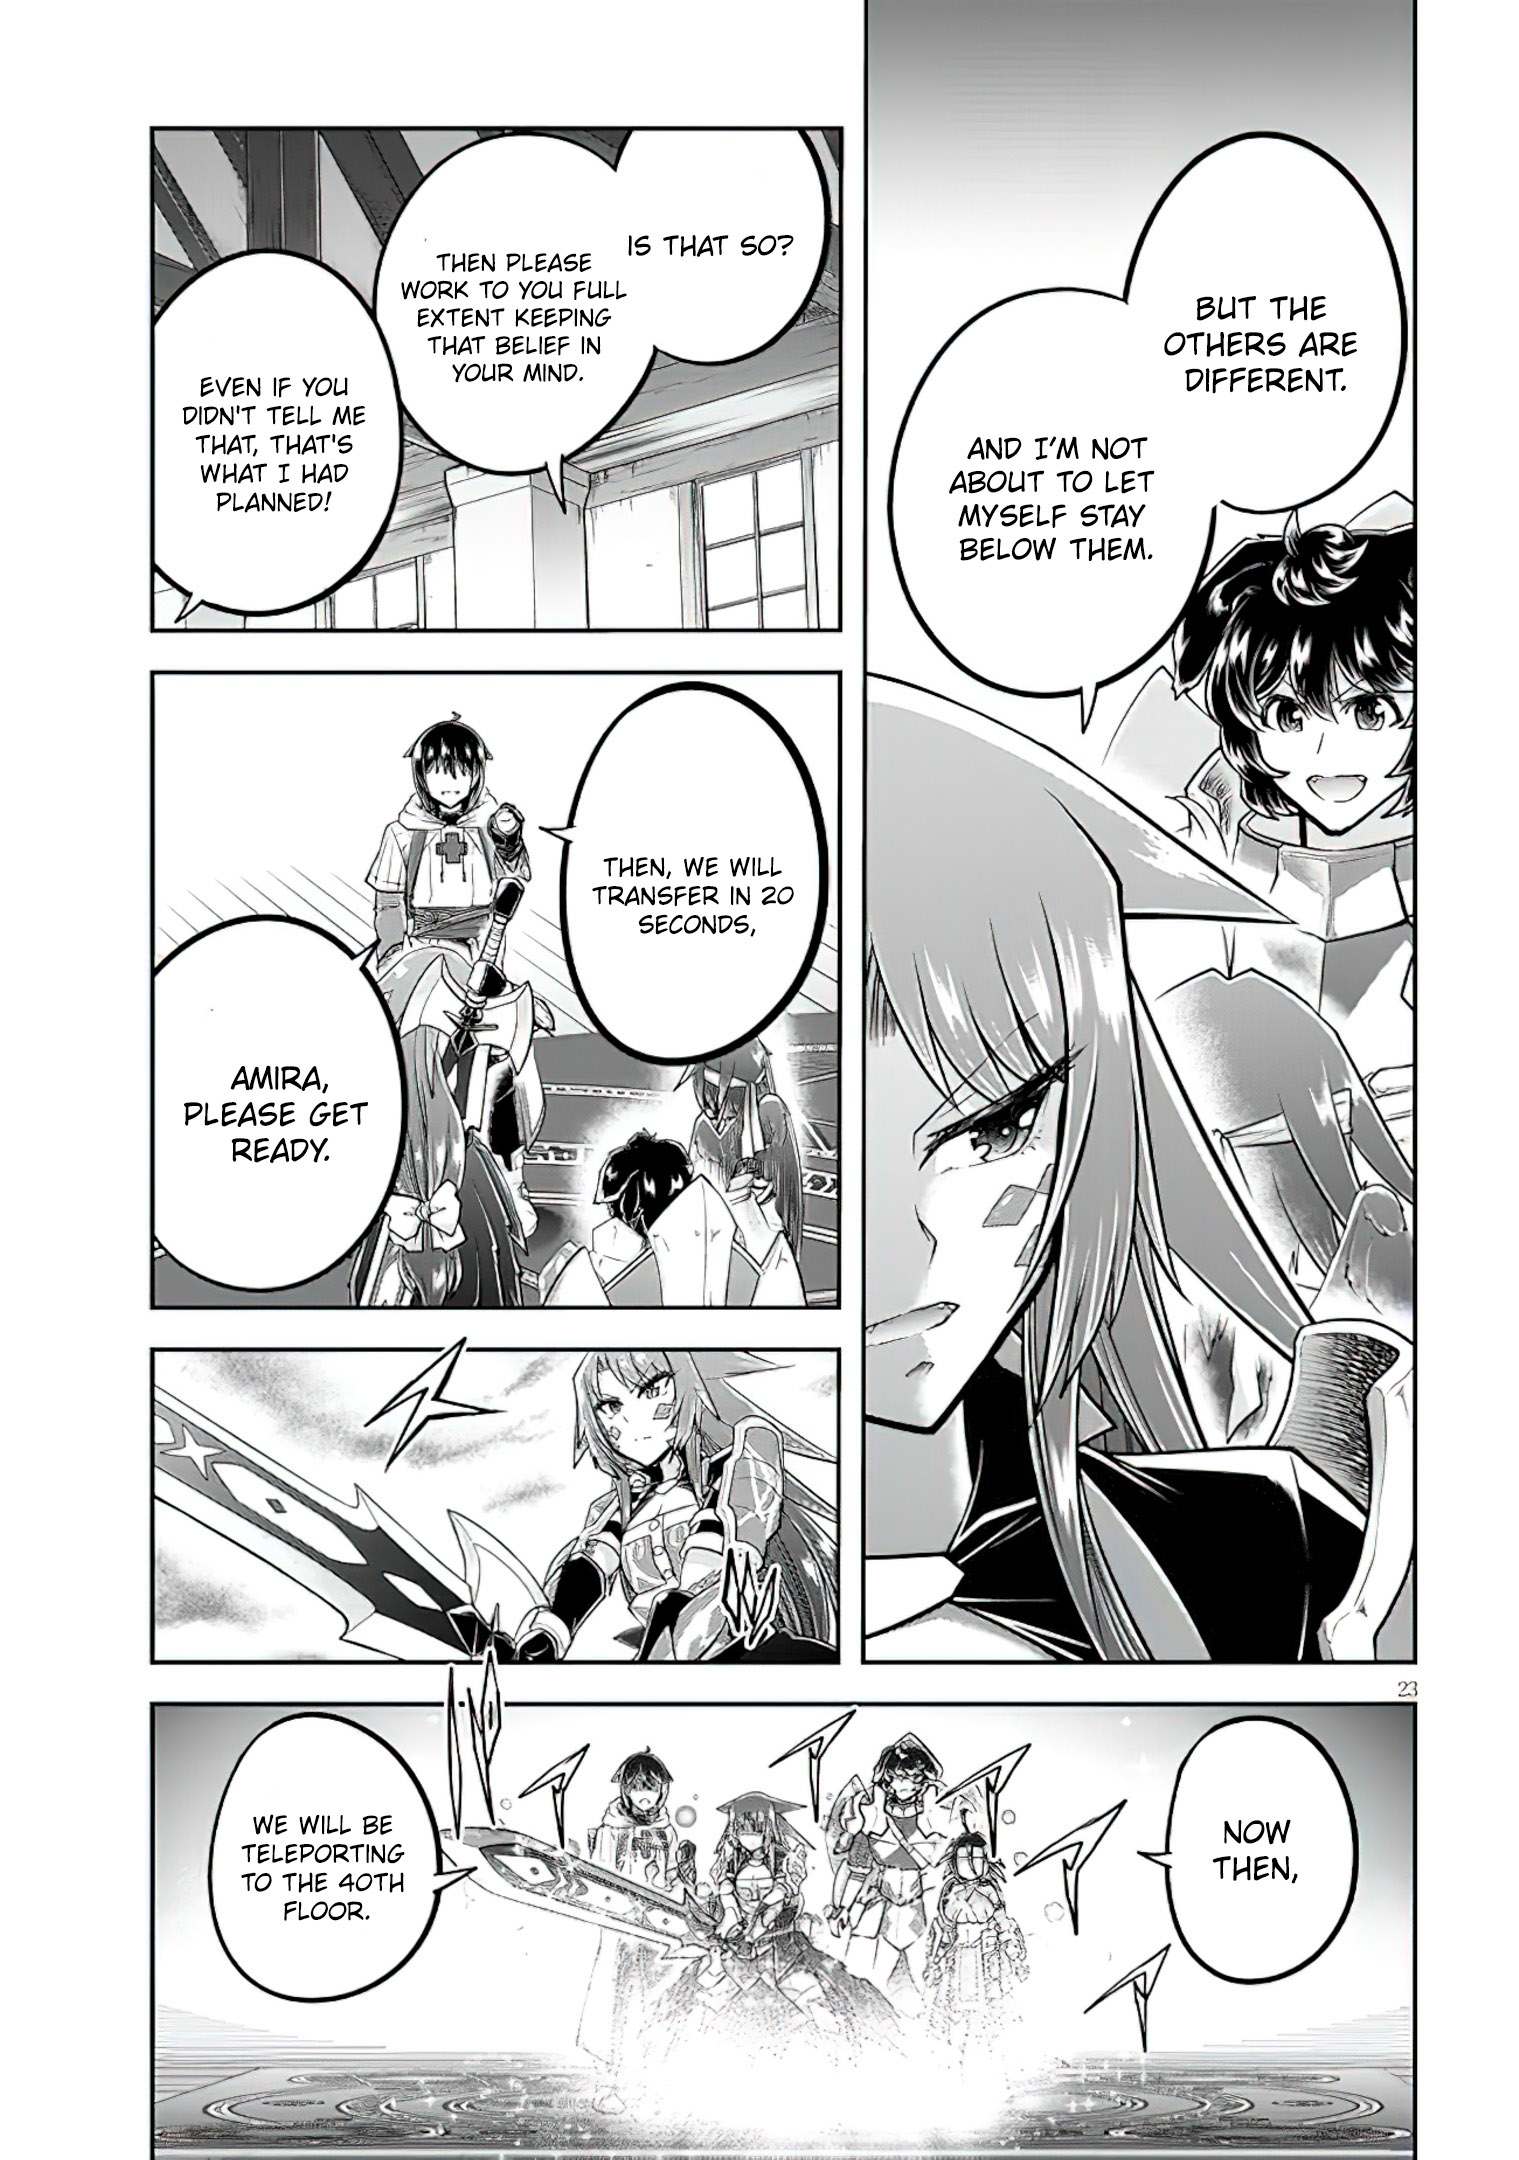 BUT THE
OTHERS ARE
DIFFERENT.
AND I'M NOT
ABOUT TO LET
MYSELF STAY
BELOW THEM.
IS THAT SO?
THEN PLEASE
WORK TO YOU FULL
EXTENT KEEPING
THAT BELIEF IN
YOUR MIND.
EVEN IF YOU
DIDN'T TELL ME
THAT, THAT'S
WHAT I HAD
PLANNED!
THEN, WE WILL
TRANSFER IN 20
SECONDS,
AMIRA,
PLEASE GET
READY.
23
NOW
THEN,
WE WILL BE
TELEPORTING
TO THE 40TH
FLOOR.